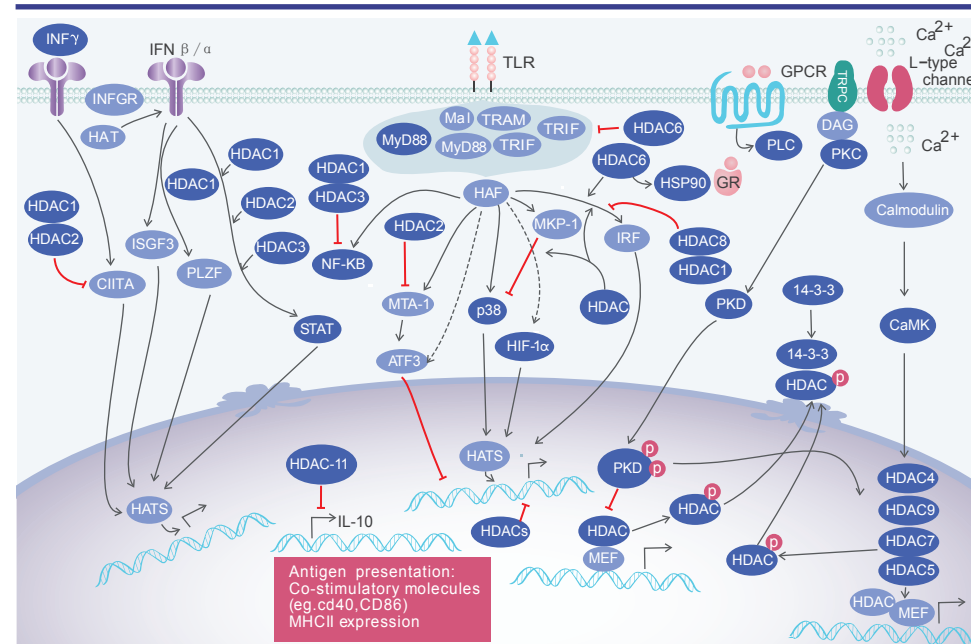 INFγ
IFN β/α
TLR
GPCR
TRPC
Ca²⁺
Ca²
L-type
channe
INFGR
HAT
MyD88
Mal
TRAM
MyD88
TRIF
TRIF
HDAC6
HDAC6
HSP90
GR
PLC
DAG
PKC
Ca²⁺
HDAC1
HDAC1
HDAC2
HDAC3
HDAC1
HDAC3
NF-KB
HAF
HDAC2
MKP-1
IRF
HDAC8
HDAC1
HDAC
Calmodulin
HDAC1
HDAC2
CIITA
ISGF3
PLZF
STAT
MTA-1
ATF3
p38
HIF-1α
PKD
14-3-3
14-3-3
HDAC
p
CaMK
HDAC-11
IL-10
HATS
HATS
HDACs
PKD
p
p
HDAC
MEF
HDAC
p
HDAC
p
HDAC4
HDAC9
HDAC7
HDAC5
HDAC
MEF
Antigen presentation:
Co-stimulatory molecules
(eg.cd40,CD86)
MHCII expression